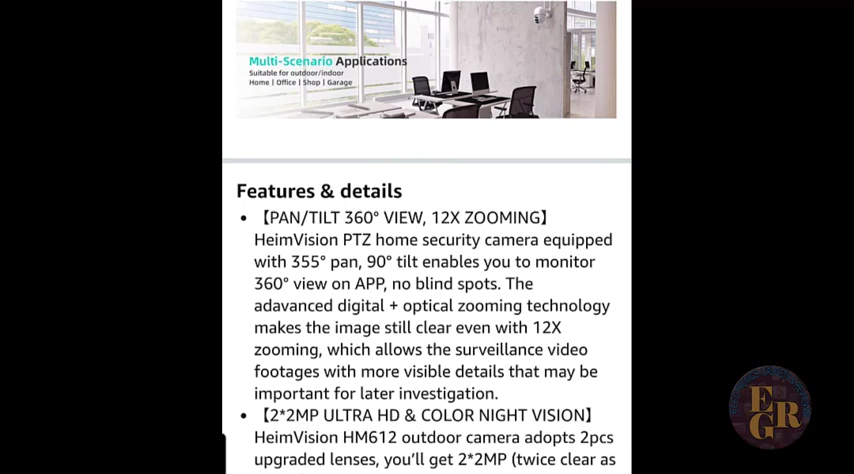 Multi-Scenario Applications
Suitable for outdoor/indoor
Home | Office | Shop | Garage
Features & details
• 【PAN/TILT 360° VIEW, 12X ZOOMING】
HeimVision PTZ home security camera equipped
with 355° pan, 90° tilt enables you to monitor
360° view on APP, no blind spots. The
adavanced digital + optical zooming technology
makes the image still clear even with 12X
zooming, which allows the surveillance video
footages with more visible details that may be
important for later investigation.
• 【2*2MP ULTRA HD & COLOR NIGHT VISION】
HeimVision HM612 outdoor camera adopts 2pcs
upgraded lenses, you'll get 2*2MP (twice clear as
EGR